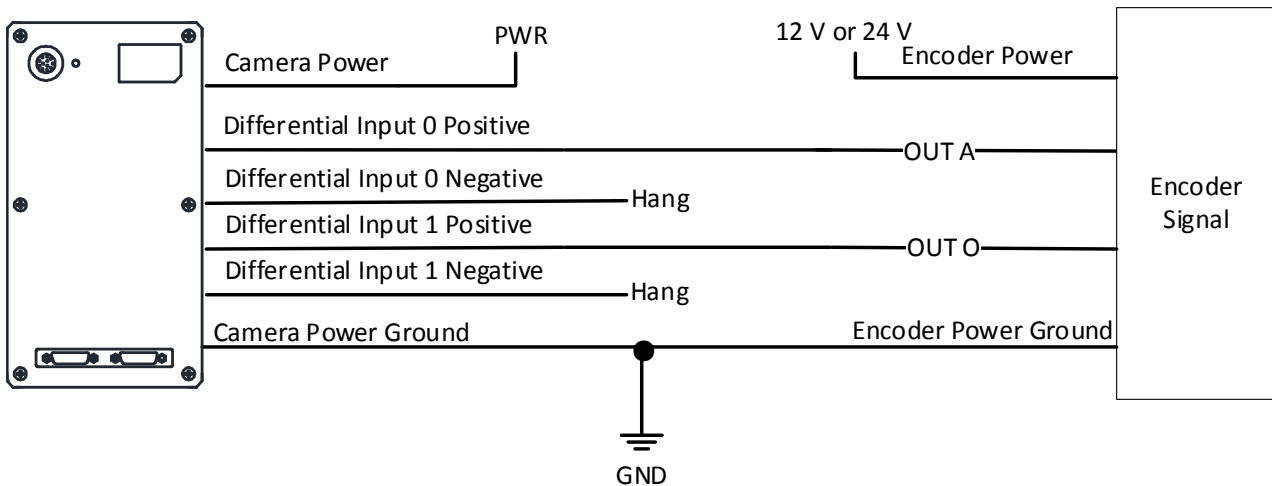 PWR
12 V or 24 V
Camera Power
Encoder Power
Differential Input 0 Positive
OUT A
Differential Input 0 Negative
Hang
Encoder
Signal
Differential Input 1 Positive
OUT O
Differential Input 1 Negative
Hang
Camera Power Ground
Encoder Power Ground
GND